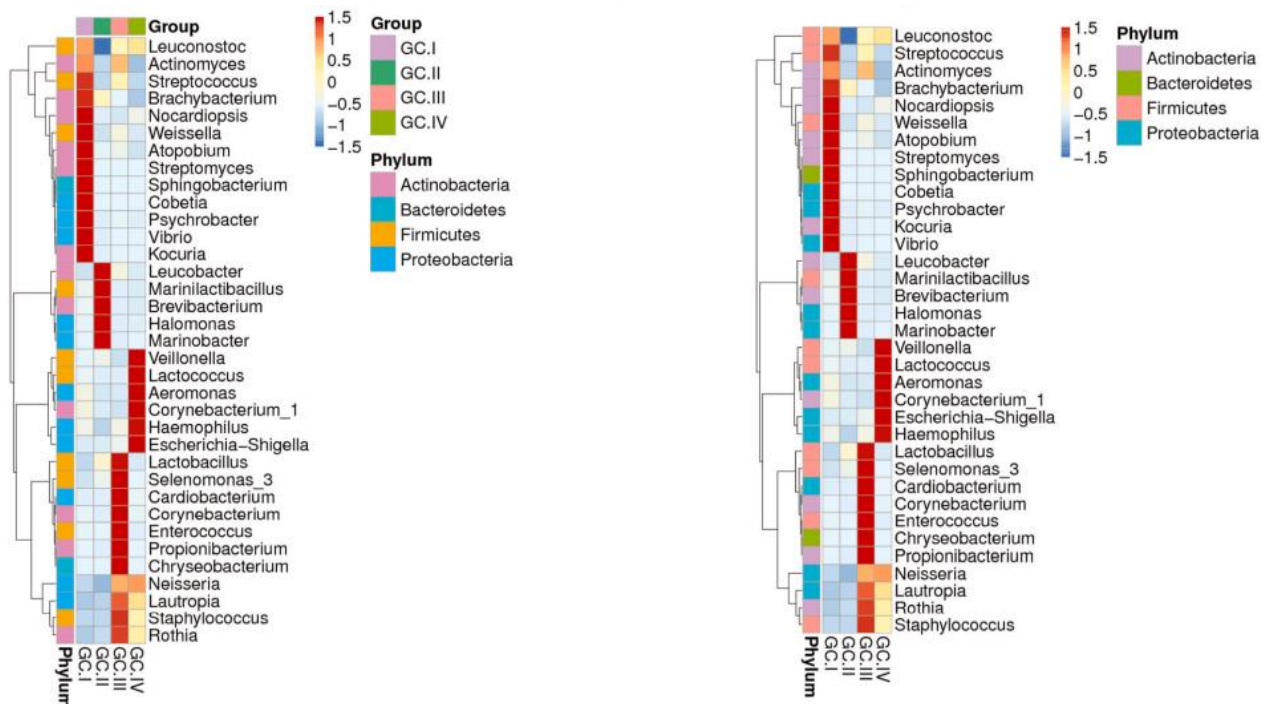 Group
Leuconostoc
Actinomyces
Streptococcus
Brachybacterium
Nocardiopsis
Weissella
Atopobium
Streptomyces
Sphingobacterium
Cobetia
Psychrobacter
Vibrio
Kocuria
Leucobacter
Marinilactibacillus
Brevibacterium
Halomonas
Marinobacter
Veillonella
Lactococcus
Aeromonas
Corynebacterium_1
Haemophilus
Escherichia−Shigella
Lactobacillus
Selenomonas_3
Cardiobacterium
Corynebacterium
Enterococcus
Propionibacterium
Chryseobacterium
Neisseria
Lautropia
Staphylococcus
Rothia
Phylum
GC.I
GC.II
GC.III
GC.IV
1.5
1
0.5
0
−0.5
−1
−1.5
Group
GC.I
GC.II
GC.III
GC.IV
Phylum
Actinobacteria
Bacteroidetes
Firmicutes
Proteobacteria
Leuconostoc
Streptococcus
Actinomyces
Brachybacterium
Nocardiopsis
Weissella
Atopobium
Streptomyces
Sphingobacterium
Cobetia
Psychrobacter
Kocuria
Vibrio
Leucobacter
Marinilactibacillus
Brevibacterium
Halomonas
Marinobacter
Veillonella
Lactococcus
Aeromonas
Corynebacterium_1
Escherichia−Shigella
Haemophilus
Lactobacillus
Selenomonas_3
Cardiobacterium
Corynebacterium
Enterococcus
Chryseobacterium
Propionibacterium
Neisseria
Lautropia
Rothia
Staphylococcus
Phylum
GC.I
GC.II
GC.III
GC.IV
1.5
1
0.5
0
−0.5
−1
−1.5
Phylum
Actinobacteria
Bacteroidetes
Firmicutes
Proteobacteria